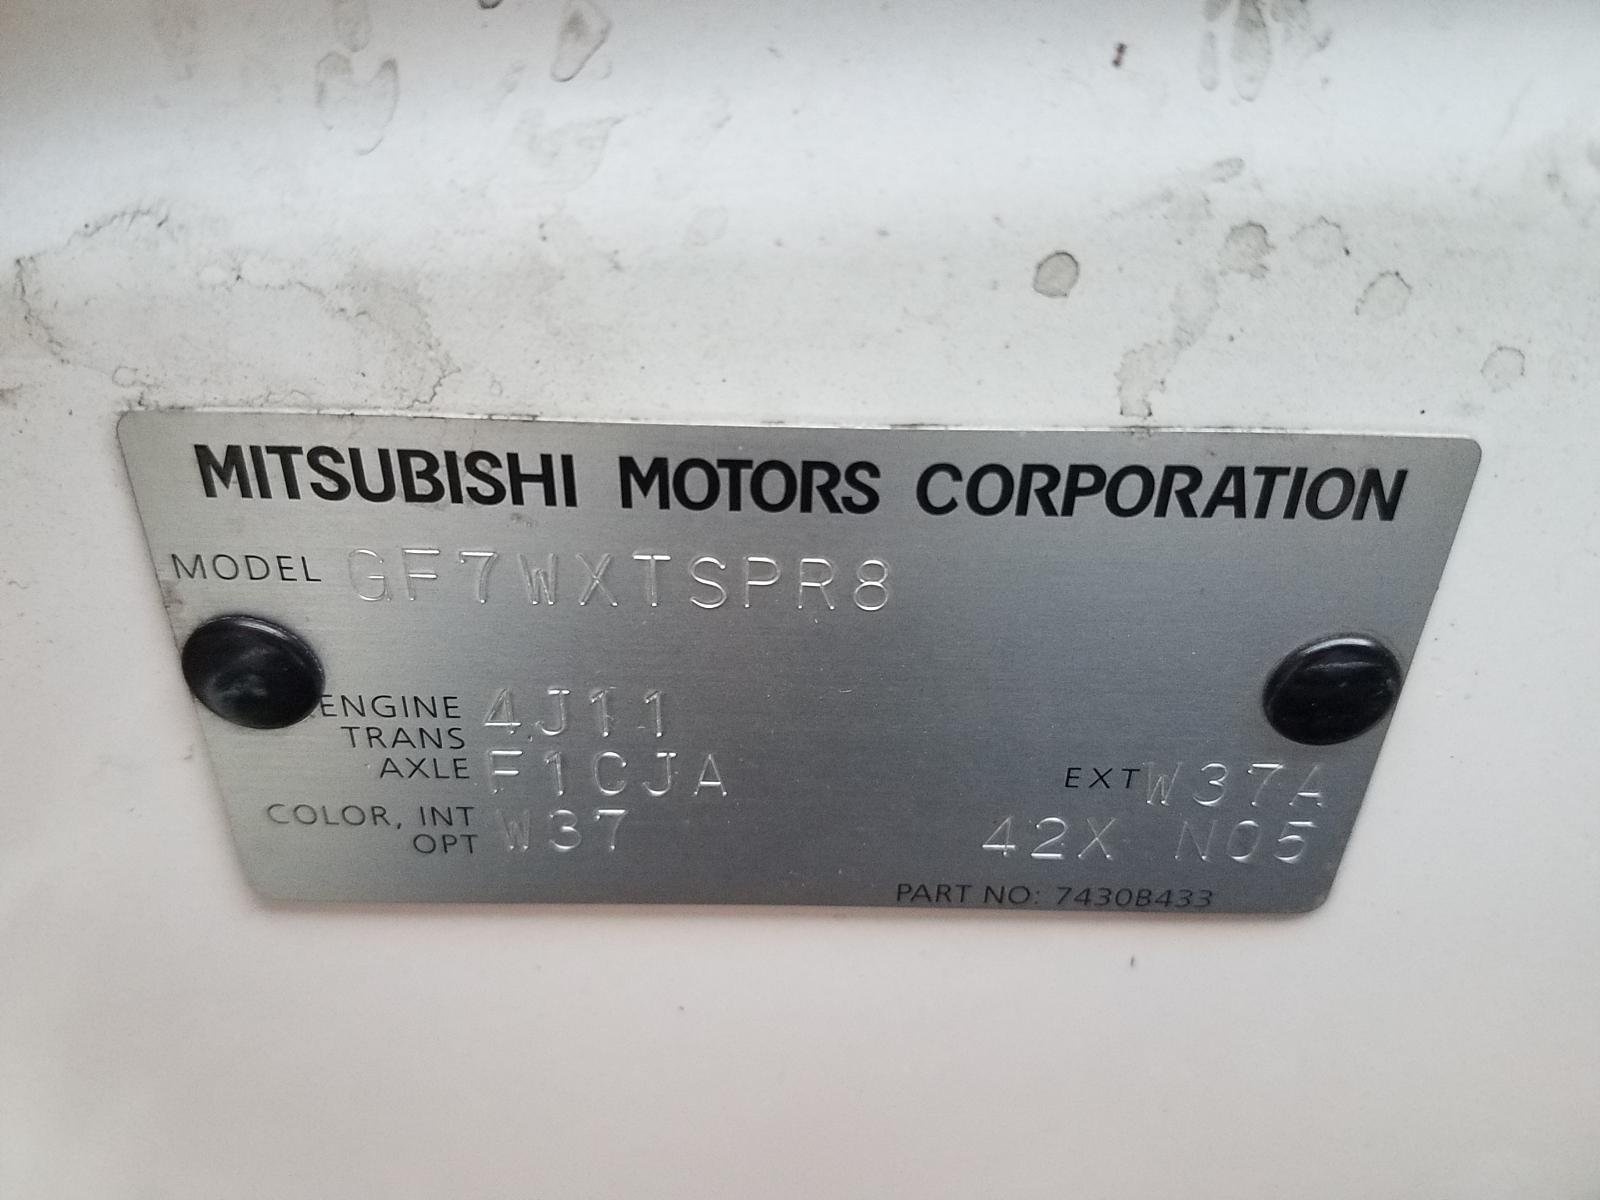 MITSUBISHI MOTORS CORPORATION
MODEL GF7WXTSPR8
ENGINE 4J11
TRANS
AXLE F1CJA EXT W37A
COLOR, INT W37
OPT 42X N05
PART NO: 7430B433